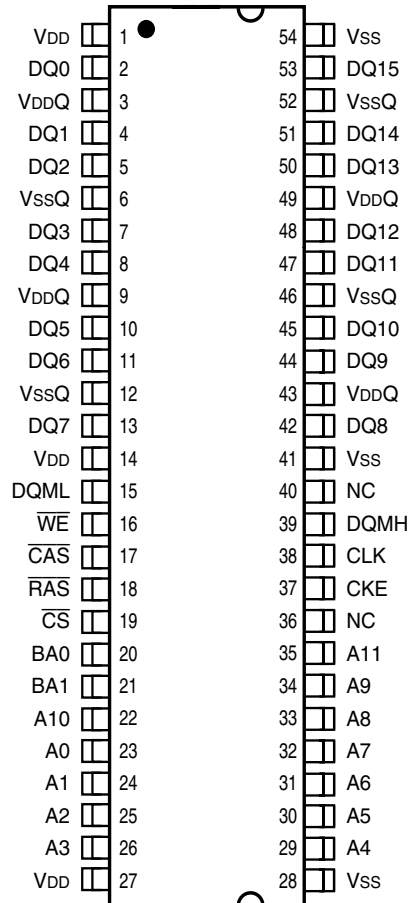 VDD 1 54 VSS
DQ0 2 53 DQ15
VDDQ 3 52 VSSQ
DQ1 4 51 DQ14
DQ2 5 50 DQ13
VSSQ 6 49 VDDQ
DQ3 7 48 DQ12
DQ4 8 47 DQ11
VDDQ 9 46 VSSQ
DQ5 10 45 DQ10
DQ6 11 44 DQ9
VSSQ 12 43 VDDQ
DQ7 13 42 DQ8
VDD 14 41 VSS
DQML 15 40 NC
WE 16 39 DQMH
CAS 17 38 CLK
RAS 18 37 CKE
CS 19 36 NC
BA0 20 35 A11
BA1 21 34 A9
A10 22 33 A8
A0 23 32 A7
A1 24 31 A6
A2 25 30 A5
A3 26 29 A4
VDD 27 28 VSS